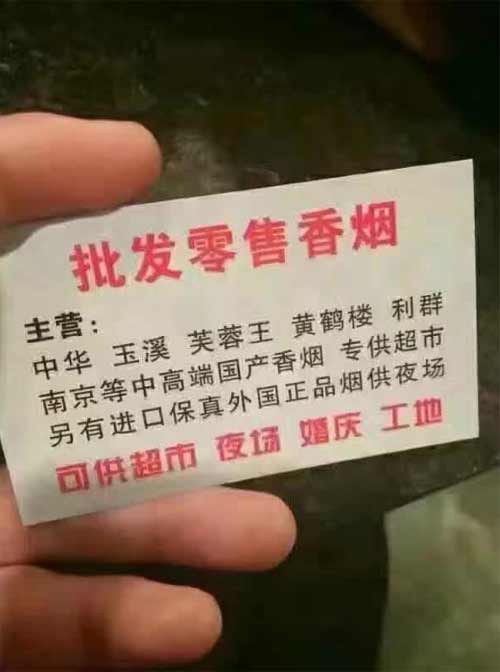 批发零售香烟
主营：
中华 玉溪 芙蓉王 黄鹤楼 利群
南京等中高端国产香烟 专供超市
另有进口保真外国正品烟供夜场
可供超市 夜场 婚庆 工地